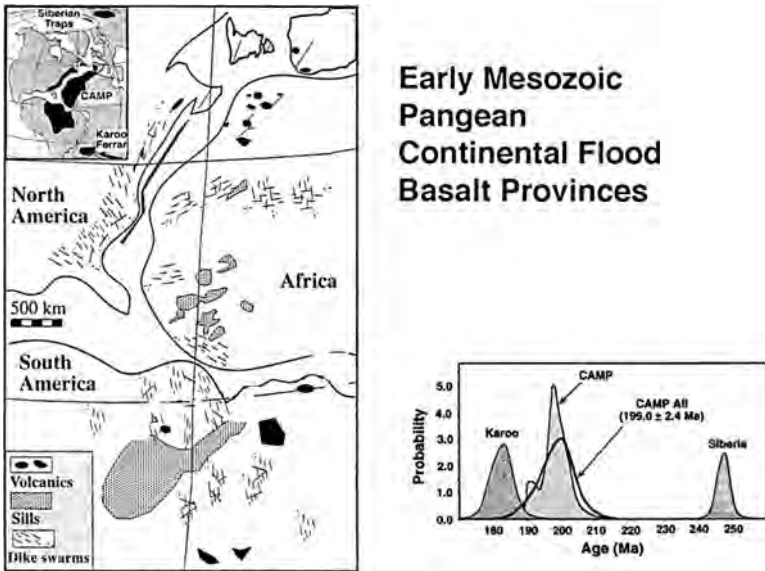 Early Mesozoic
Pangean
Continental Flood
Basalt Provinces
Siberian
Traps
CAMP
Karoo
Ferrar
North
America
Africa
500 km
South
America
Volcanics
Sills
Dike swarms
CAMP
CAMP All
(199.0 ± 2.4 Ma)
Karoo
Siberia
Probability
5.0
4.0
3.0
2.0
1.0
0.0
180 190 200 210 220 230 240 250
Age (Ma)